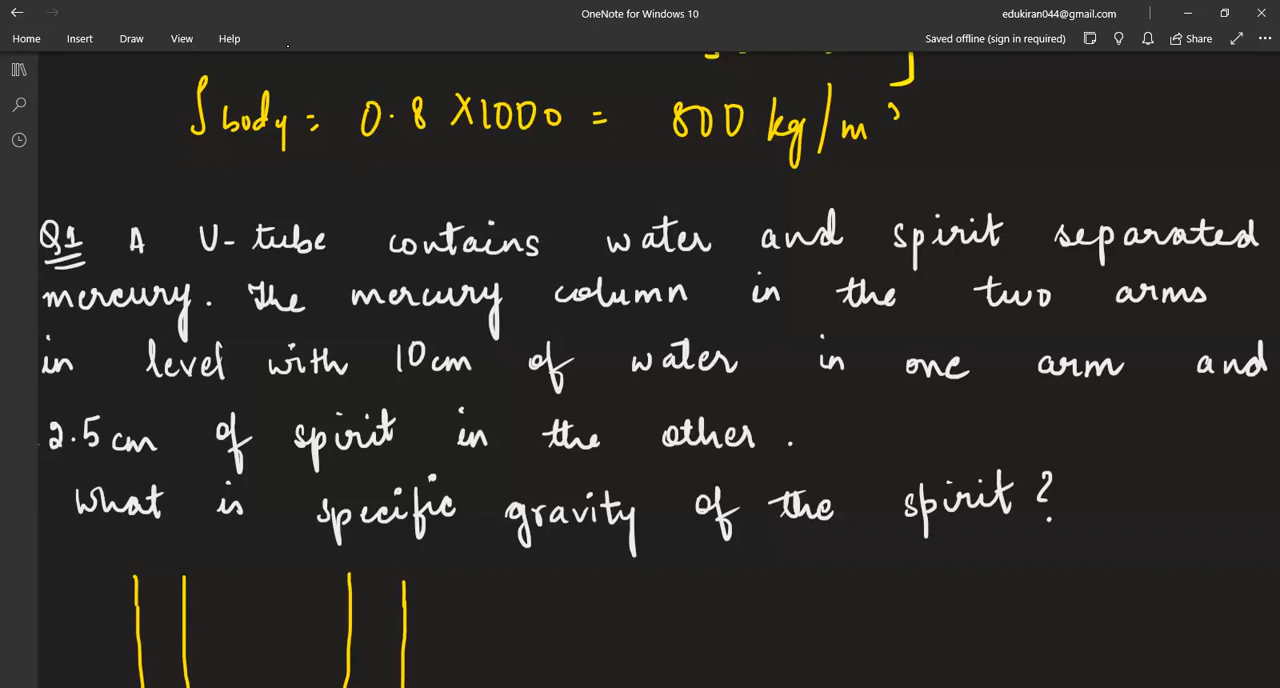 OneNote for Windows 10
edukiran044@gmail.com
Home Insert Draw View Help
Saved offline (sign in required) Share
ρbody = 0.8 X1000 = 800 kg/m³
Q1 A U-tube contains water and spirit separated
mercury. The mercury column in the two arms
in level with 10cm of water in one arm and
2.5cm of spirit in the other.
What is specific gravity of the spirit?